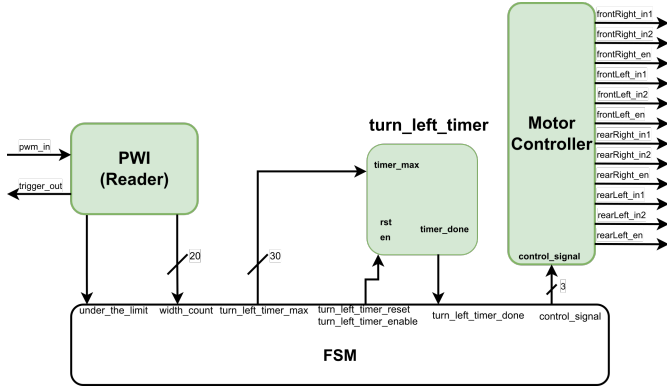 frontRight_in1
frontRight_in2
frontRight_en
frontLeft_in1
frontLeft_in2
frontLeft_en
rearRight_in1
rearRight_in2
rearRight_en
rearLeft_in1
rearLeft_in2
rearLeft_en
Motor
Controller
control_signal
turn_left_timer
timer_max
rst
en
timer_done
pwm_in
trigger_out
PWI
(Reader)
20
30
3
under_the_limit
width_count
turn_left_timer_max
turn_left_timer_reset
turn_left_timer_enable
turn_left_timer_done
control_signal
FSM